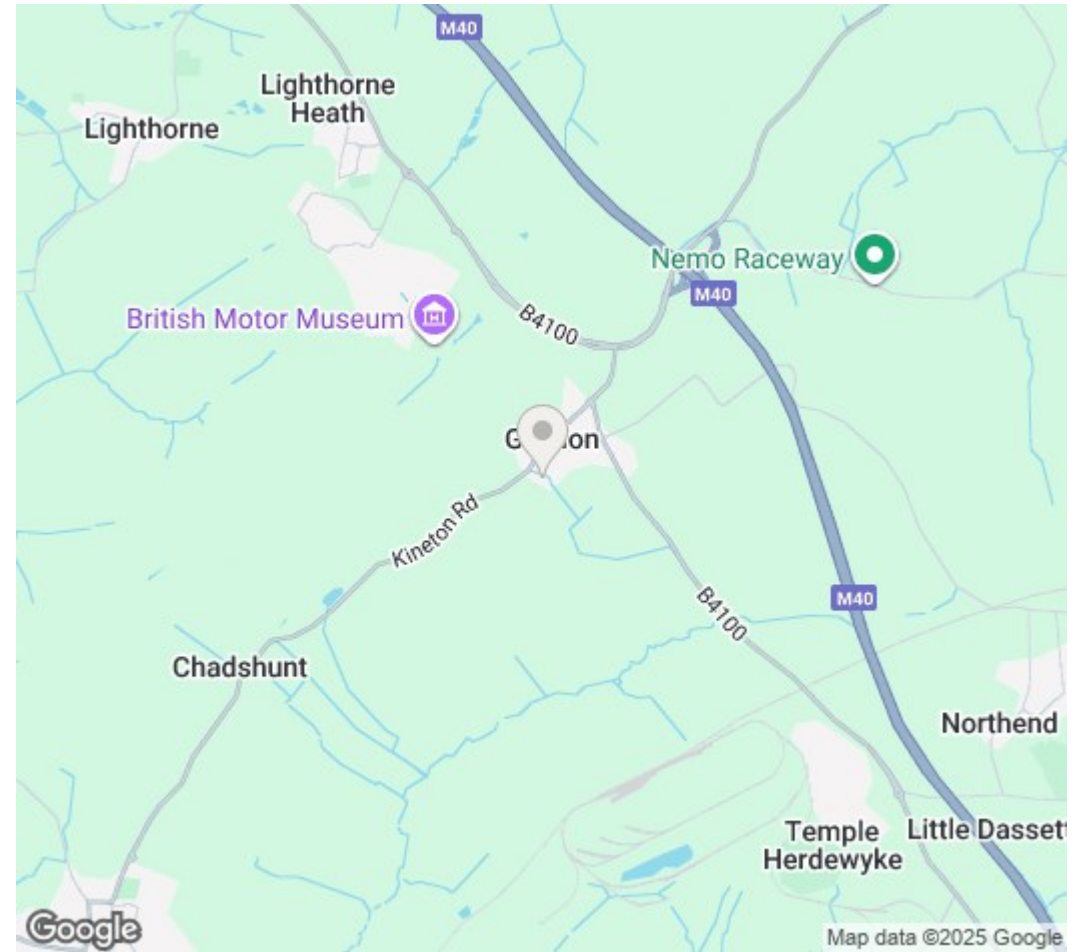 M40
Lighthorne
Heath
Lighthorne
Nemo Raceway
M40
British Motor Museum
B4100
Kineton Rd
M40
B4100
Chadshunt
Northend
Temple
Herdewyke
Little Dassett
Google
Map data ©2025 Google